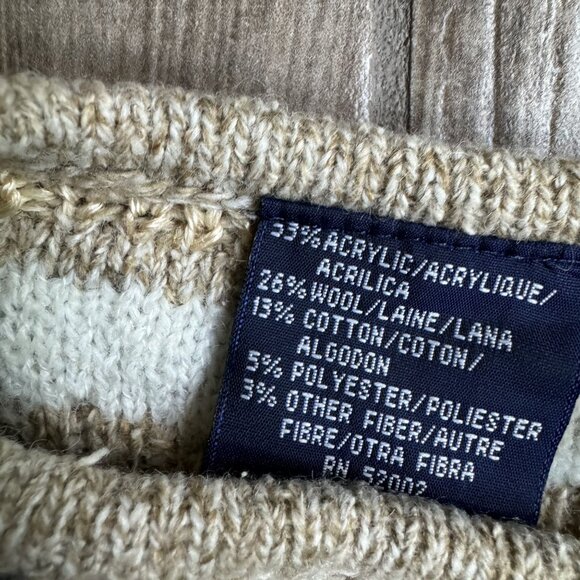 53% ACRYLIC/ACRYLIQUE/
ACRILICA
26% WOOL/LAINE/LANA
13% COTTON/COTON/
ALGODON
5% POLYESTER/POLIESTER
3% OTHER FIBER/AUTRE
FIBRE/OTRA FIBRA
RN 52002